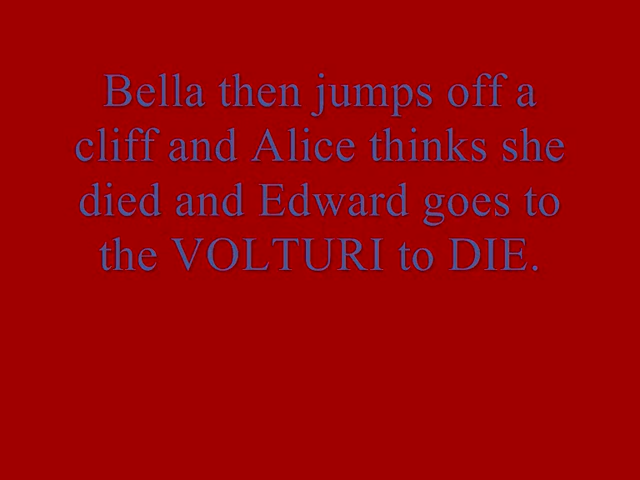 Bella then jumps off a
cliff and Alice thinks she
died and Edward goes to
the VOLTURI to DIE.